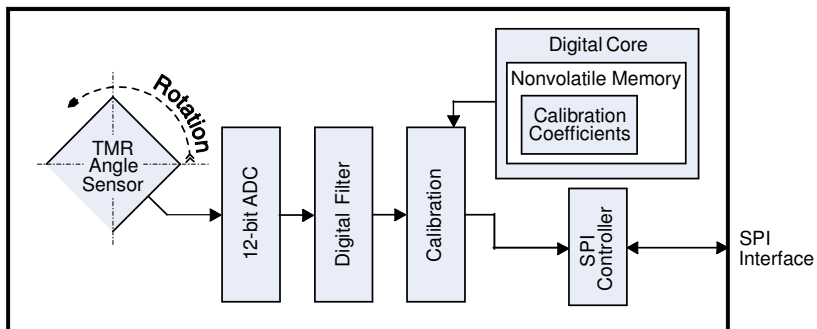 Rotation
TMR
Angle
Sensor
12-bit ADC
Digital Filter
Calibration
Digital Core
Nonvolatile Memory
Calibration
Coefficients
SPI
Controller
SPI
Interface